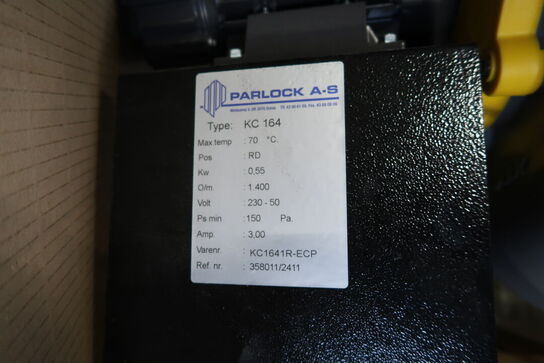 PARLOCK A-S
Type: KC 164
Max.temp : 70 °C.
Pos : RD
Kw : 0,55
O/m. : 1.400
Volt : 230 - 50
Ps min :150 Pa.
Amp. : 3,00
Varenr. : KC1641R-ECP
Ref. nr. : 358011/2411